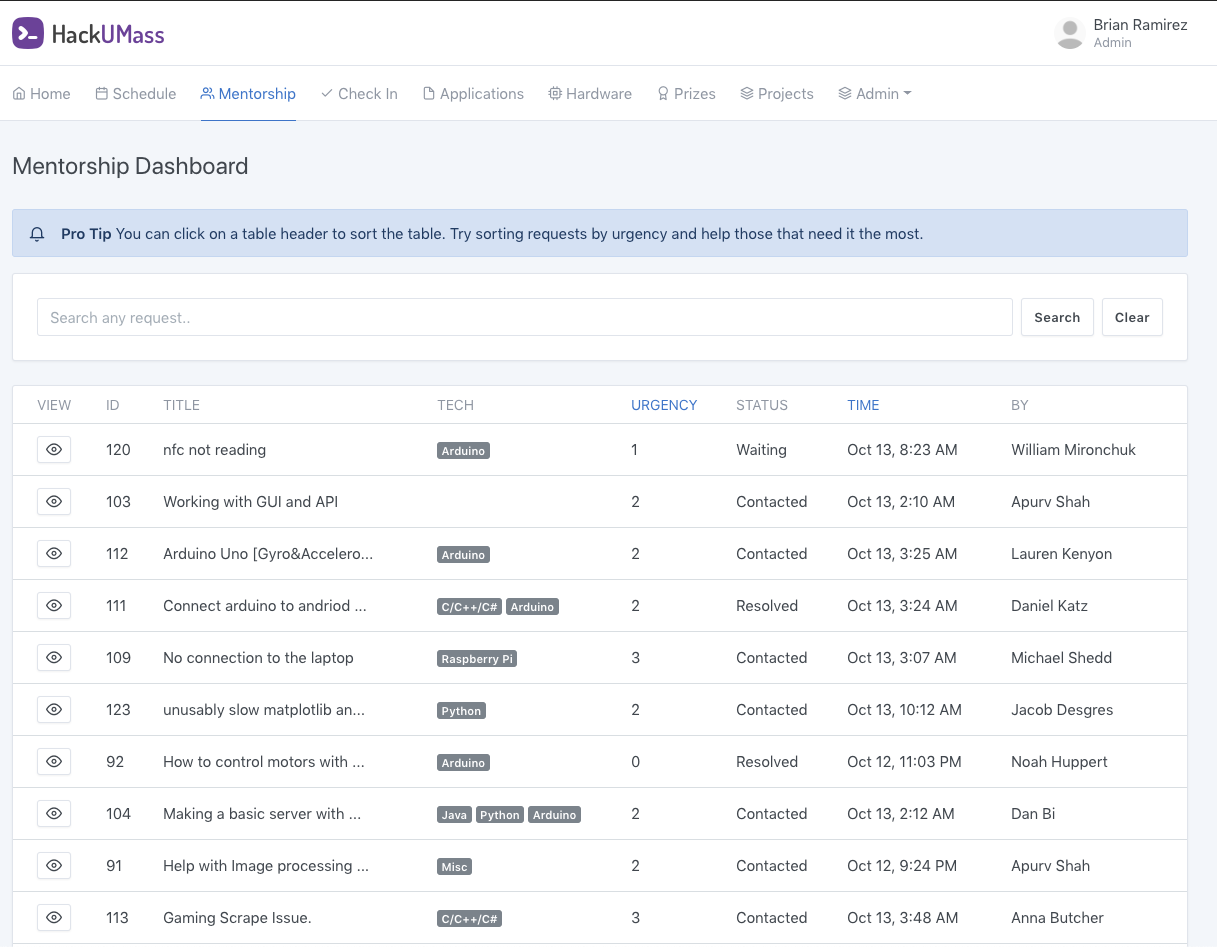 HackUMass
Brian Ramirez
Admin
Home Schedule Mentorship Check In Applications Hardware Prizes Projects Admin
Mentorship Dashboard
Pro Tip You can click on a table header to sort the table. Try sorting requests by urgency and help those that need it the most.
Search any request.. Search Clear
VIEW ID TITLE TECH URGENCY STATUS TIME BY
120 nfc not reading Arduino 1 Waiting Oct 13, 8:23 AM William Mironchuk
103 Working with GUI and API 2 Contacted Oct 13, 2:10 AM Apurv Shah
112 Arduino Uno [Gyro&Accelero... Arduino 2 Contacted Oct 13, 3:25 AM Lauren Kenyon
111 Connect arduino to andriod ... C/C++/C# Arduino 2 Resolved Oct 13, 3:24 AM Daniel Katz
109 No connection to the laptop Raspberry Pi 3 Contacted Oct 13, 3:07 AM Michael Shedd
123 unusably slow matplotlib an... Python 2 Contacted Oct 13, 10:12 AM Jacob Desgres
92 How to control motors with ... Arduino 0 Resolved Oct 12, 11:03 PM Noah Huppert
104 Making a basic server with ... Java Python Arduino 2 Contacted Oct 13, 2:12 AM Dan Bi
91 Help with Image processing ... Misc 2 Contacted Oct 12, 9:24 PM Apurv Shah
113 Gaming Scrape Issue. C/C++/C# 3 Contacted Oct 13, 3:48 AM Anna Butcher